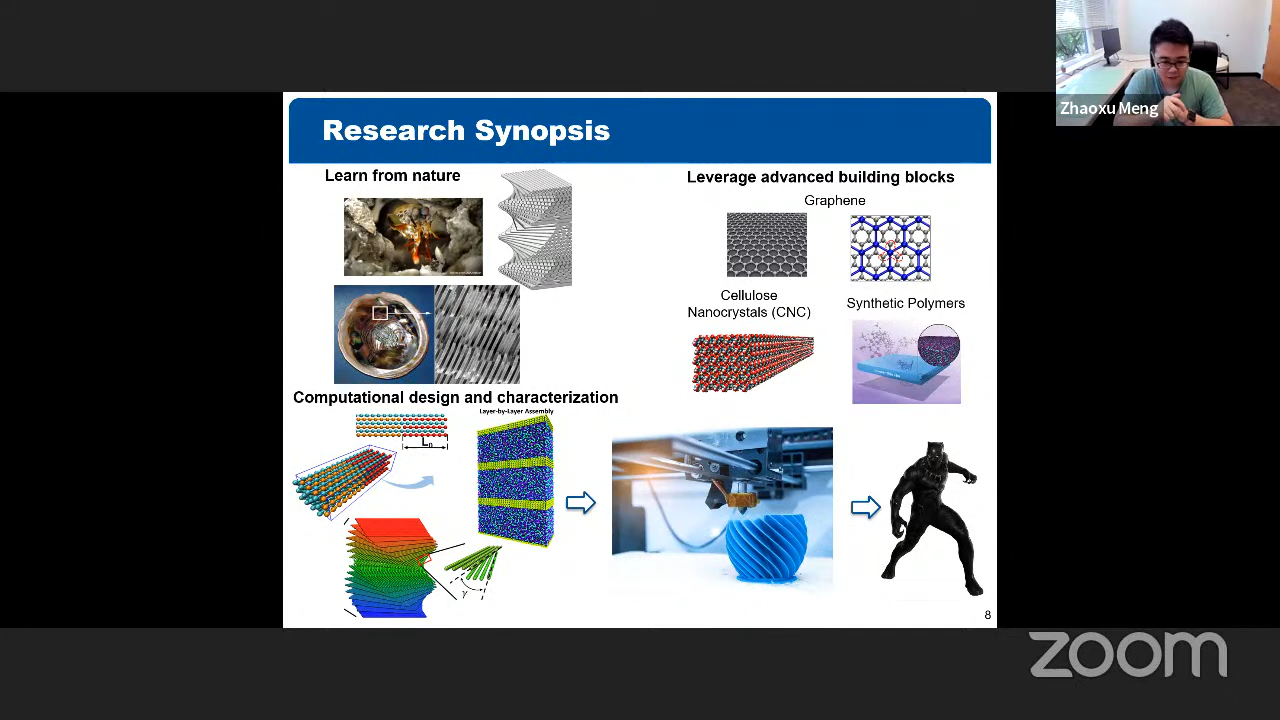 Zhaoxu Meng
Research Synopsis
Learn from nature
Leverage advanced building blocks
Graphene
Cellulose
Nanocrystals (CNC)
Synthetic Polymers
Computational design and characterization
Layer-by-Layer Assembly
Ln
γ
8
zoom